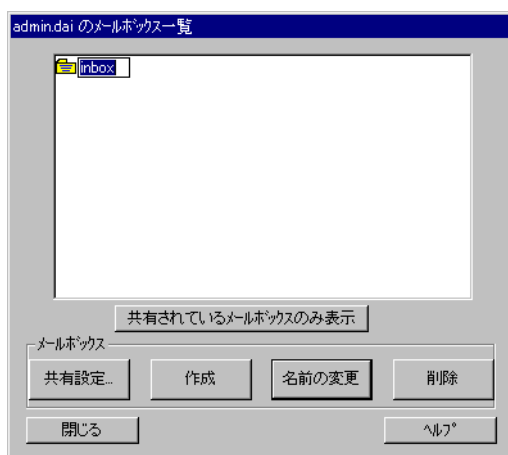 admin.dai のﾒｰﾙﾎﾞｯｸｽ一覧
inbox
共有されているﾒｰﾙﾎﾞｯｸｽのみ表示
ﾒｰﾙﾎﾞｯｸｽ
共有設定... 作成 名前の変更 削除
閉じる ﾍﾙﾌﾟ